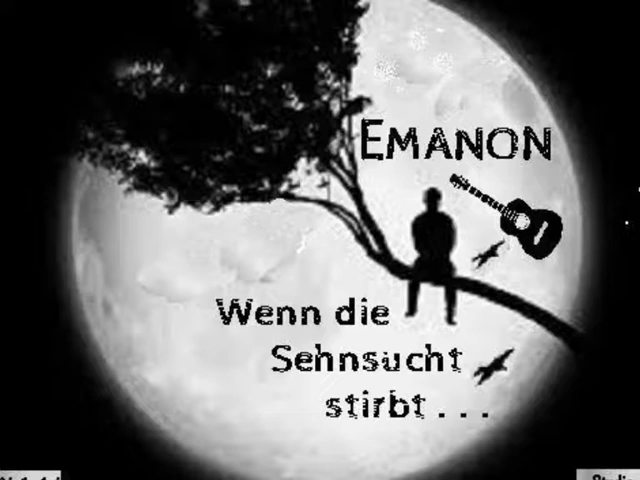 EMANON
Wenn die
Sehnsucht
stirbt . . .